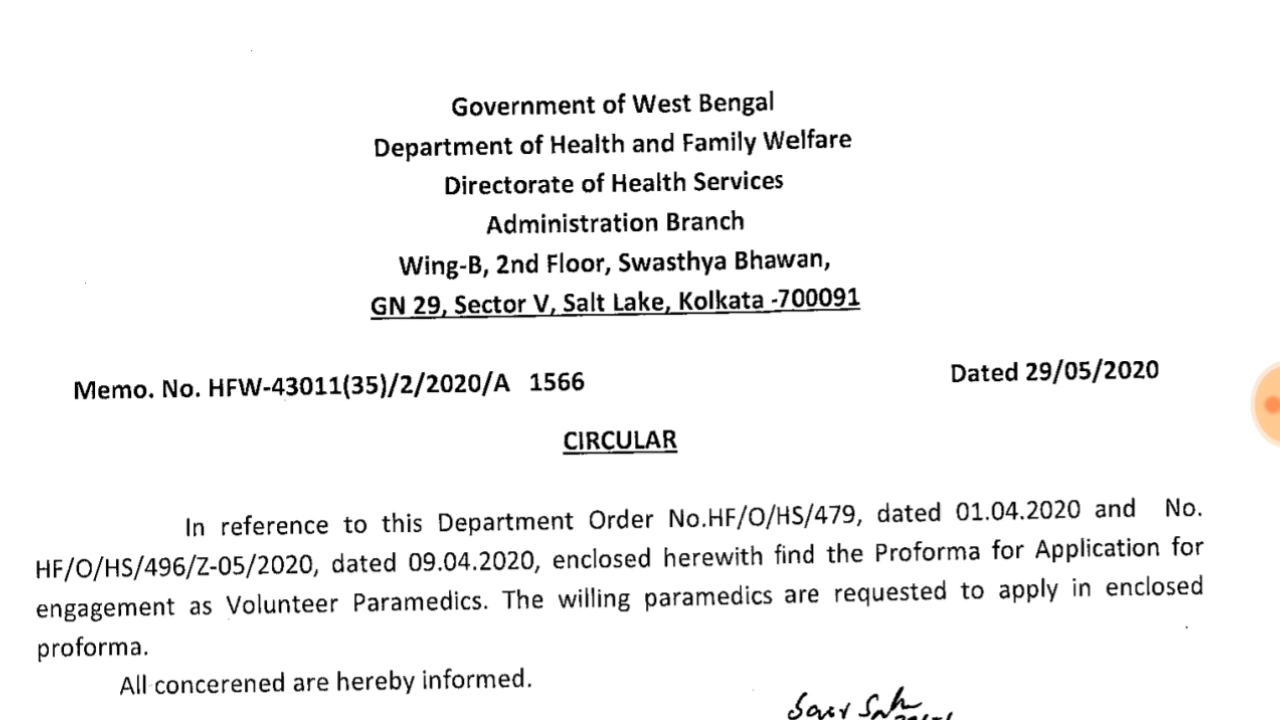 Government of West Bengal
Department of Health and Family Welfare
Directorate of Health Services
Administration Branch
Wing-B, 2nd Floor, Swasthya Bhawan,
GN 29, Sector V, Salt Lake, Kolkata -700091
Memo. No. HFW-43011(35)/2/2020/A 1566 Dated 29/05/2020
CIRCULAR
In reference to this Department Order No.HF/O/HS/479, dated 01.04.2020 and No.
HF/O/HS/496/Z-05/2020, dated 09.04.2020, enclosed herewith find the Proforma for Application for
engagement as Volunteer Paramedics. The willing paramedics are requested to apply in enclosed
proforma.
All concerened are hereby informed.